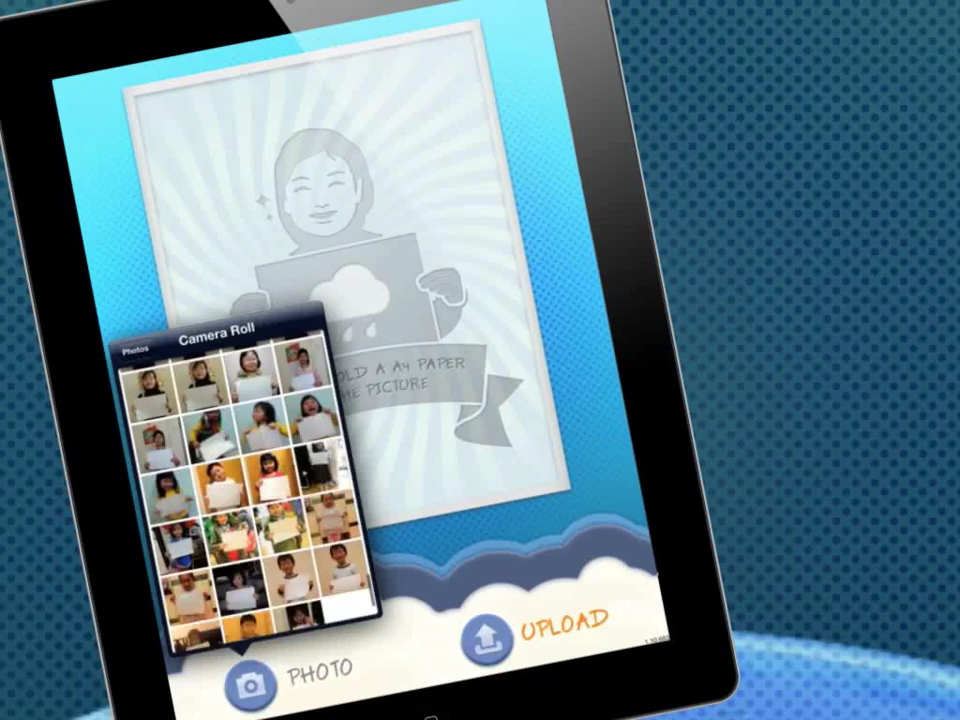 Photos
Camera Roll
OLD A A4 PAPER
HE PICTURE
PHOTO
UPLOAD